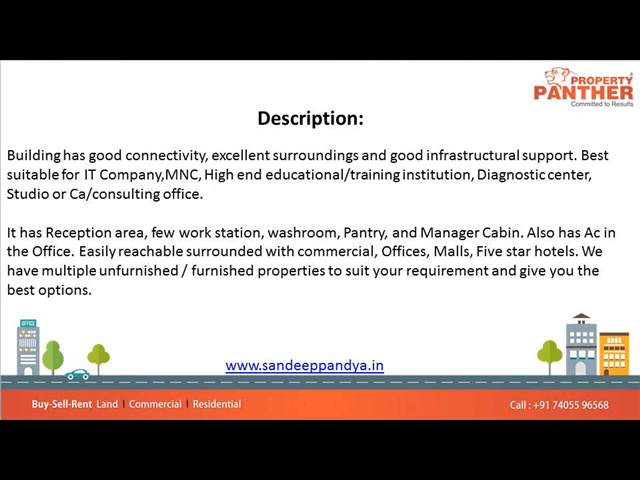 PROPERTY
PANTHER
Committed to Results
Description:
Building has good connectivity, excellent surroundings and good infrastructural support. Best
suitable for IT Company,MNC, High end educational/training institution, Diagnostic center,
Studio or Ca/consulting office.
It has Reception area, few work station, washroom, Pantry, and Manager Cabin. Also has Ac in
the Office. Easily reachable surrounded with commercial, Offices, Malls, Five star hotels. We
have multiple unfurnished / furnished properties to suit your requirement and give you the
best options.
OFFICE
www.sandeeppandya.in
Buy-Sell-Rent Land | Commercial | Residential
Call : +91 74055 96568